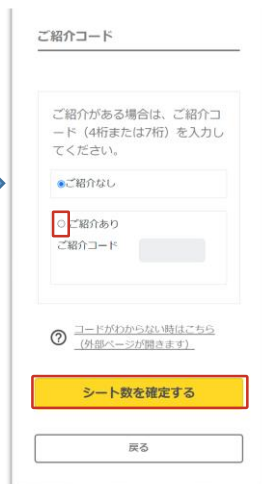 ご紹介コード
ご紹介がある場合は、ご紹介コ
ード（4桁または7桁）を入力し
てください。
ご紹介なし
ご紹介あり
ご紹介コード
コードがわからない時はこちら
（外部ページが開きます）
シート数を確定する
戻る